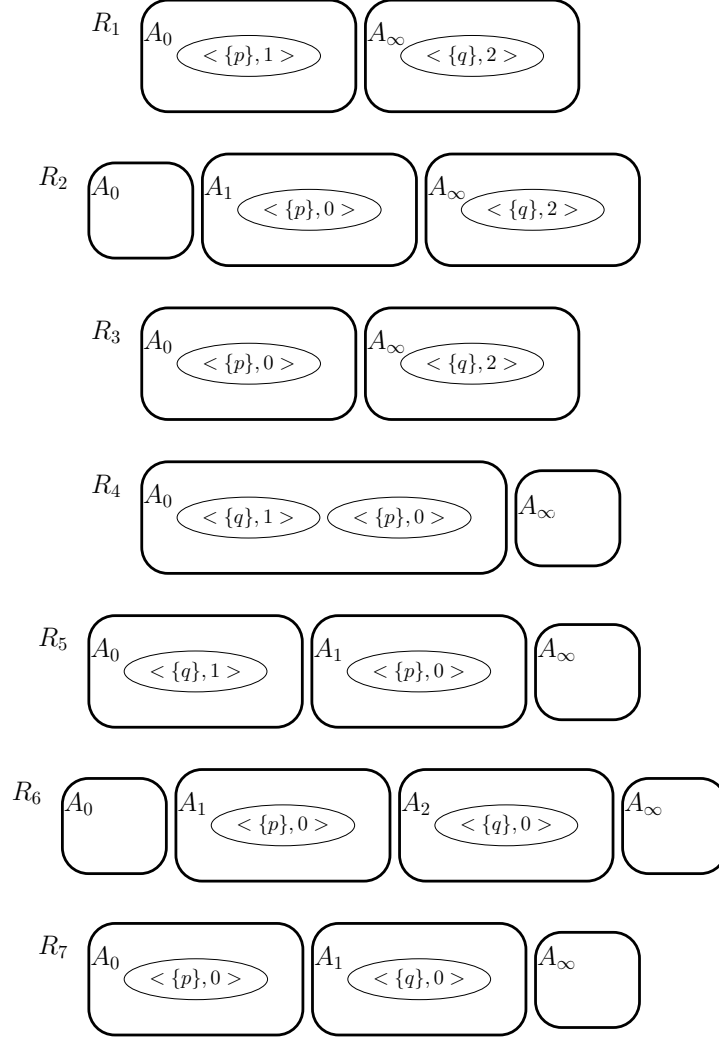 R₁ A₀ < {p}, 1 > A∞ < {q}, 2 >
R₂ A₀ A₁ < {p}, 0 > A∞ < {q}, 2 >
R₃ A₀ < {p}, 0 > A∞ < {q}, 2 >
R₄ A₀ < {q}, 1 > < {p}, 0 > A∞
R₅ A₀ < {q}, 1 > A₁ < {p}, 0 > A∞
R₆ A₀ A₁ < {p}, 0 > A₂ < {q}, 0 > A∞
R₇ A₀ < {p}, 0 > A₁ < {q}, 0 > A∞